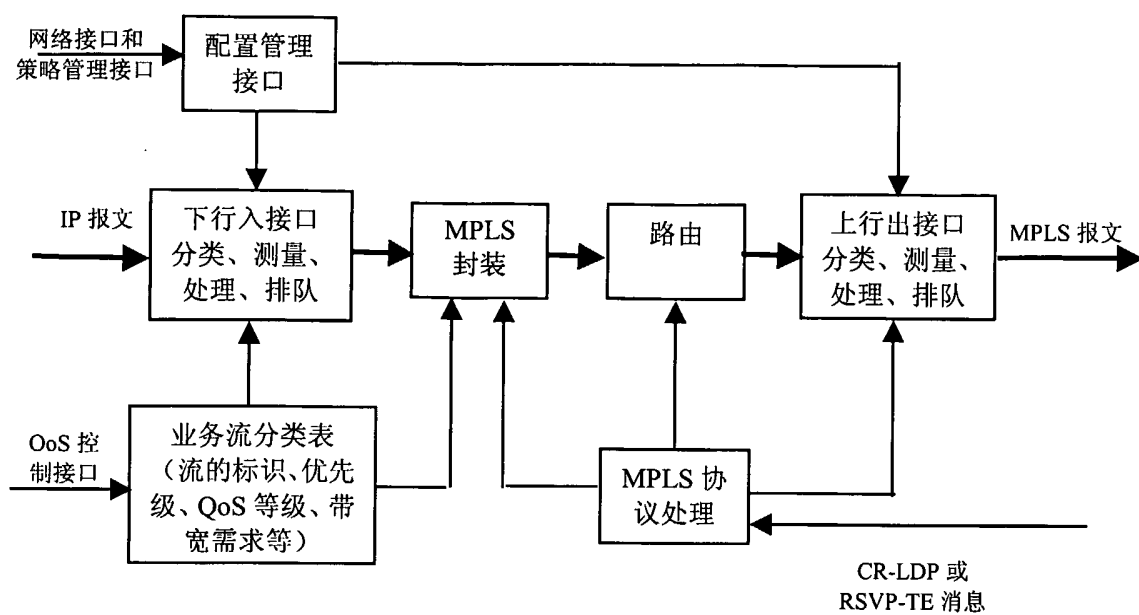 网络接口和
策略管理接口
配置管理
接口
IP 报文
下行入接口
分类、测量、
处理、排队
MPLS
封装
路由
上行出接口
分类、测量、
处理、排队
MPLS 报文
OoS 控
制接口
业务流分类表
（流的标识、优先
级、QoS 等级、带
宽需求等）
MPLS 协
议处理
CR-LDP 或
RSVP-TE 消息